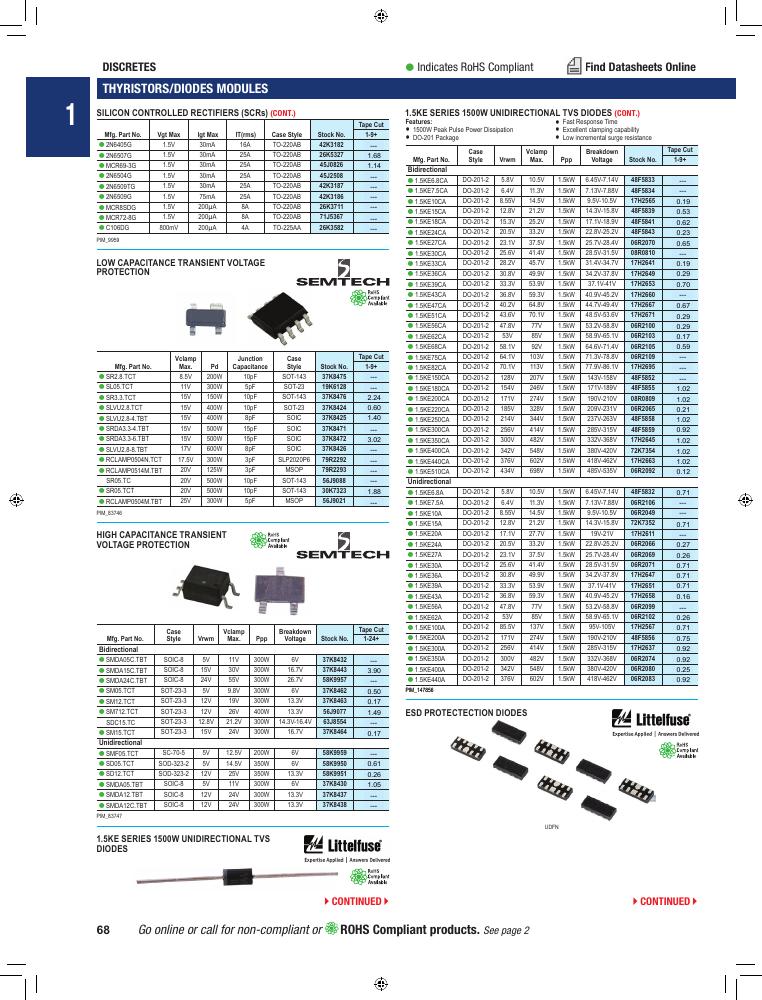 DISCRETES
● Indicates RoHS Compliant
Find Datasheets Online
1
THYRISTORS/DIODES MODULES
SILICON CONTROLLED RECTIFIERS (SCRs) (CONT.)
Tape Cut
Mfg. Part No. Vgt Max Igt Max IT(rms) Case Style Stock No. 1-9+
● 2N6405G 1.5V 30mA 16A TO-220AB 42K3182 ---
● 2N6507G 1.5V 30mA 25A TO-220AB 26K5327 1.68
● MCR69-3G 1.5V 30mA 25A TO-220AB 45J0826 1.14
● 2N6504G 1.5V 30mA 25A TO-220AB 45J2508 ---
● 2N6509TG 1.5V 30mA 25A TO-220AB 42K3187 ---
● 2N6509G 1.5V 75mA 25A TO-220AB 42K3186 ---
● MCR8SDG 1.5V 200µA 8A TO-220AB 26K3711 ---
● MCR72-8G 1.5V 200µA 8A TO-220AB 71J5367 ---
● C106DG 800mV 200µA 4A TO-225AA 26K3582 ---
PIM_9959
LOW CAPACITANCE TRANSIENT VOLTAGE
PROTECTION
SEMTECH
RoHS
Compliant
Available
Vclamp Junction Case Tape Cut
Mfg. Part No. Max. Pd Capacitance Style Stock No. 1-9+
● SR2.8.TCT 8.5V 200W 10pF SOT-143 37K8475 ---
● SL05.TCT 11V 300W 5pF SOT-23 19K6128 ---
● SR3.3.TCT 15V 150W 10pF SOT-143 37K8476 2.24
● SLVU2.8.TCT 15V 400W 10pF SOT-23 37K8424 0.60
● SLVU2.8-4.TBT 15V 400W 8pF SOIC 37K8425 1.40
● SRDA3.3-4.TBT 15V 500W 15pF SOIC 37K8471 ---
● SRDA3.3-6.TBT 15V 500W 15pF SOIC 37K8472 3.02
● SLVU2.8-8.TBT 17V 600W 8pF SOIC 37K8426 ---
● RCLAMP0504N.TCT 17.5V 300W 3pF SLP2020P6 79R2292 ---
● RCLAMP0514M.TBT 20V 125W 3pF MSOP 79R2293 ---
SR05.TC 20V 500W 10pF SOT-143 56J9088 ---
● SR05.TCT 20V 500W 10pF SOT-143 30K7323 1.88
● RCLAMP0504M.TBT 25V 300W 5pF MSOP 56J9021 ---
PIM_83746
HIGH CAPACITANCE TRANSIENT
VOLTAGE PROTECTION
RoHS
Compliant
Available
SEMTECH
Case Vclamp Breakdown Tape Cut
Mfg. Part No. Style Vrwm Max. Ppp Voltage Stock No. 1-24+
Bidirectional
● SMDA05C.TBT SOIC-8 5V 11V 300W 6V 37K8432 ---
● SMDA15C.TBT SOIC-8 15V 30V 300W 16.7V 37K8443 3.90
● SMDA24C.TBT SOIC-8 24V 55V 300W 26.7V 58K9957 ---
● SM05.TCT SOT-23-3 5V 9.8V 300W 6V 37K8462 0.50
● SM12.TCT SOT-23-3 12V 19V 300W 13.3V 37K8463 0.17
● SM712.TCT SOT-23-3 12V 26V 400W 13.3V 56J9077 1.49
SDC15.TC SOT-23-3 12.8V 21.2V 300W 14.3V-16.4V 63J8554 ---
● SM15.TCT SOT-23-3 15V 24V 300W 16.7V 37K8464 0.17
Unidirectional
● SMF05.TCT SC-70-5 5V 12.5V 200W 6V 58K9959 ---
● SD05.TCT SOD-323-2 5V 14.5V 350W 6V 58K9950 0.61
● SD12.TCT SOD-323-2 12V 25V 350W 13.3V 58K9951 0.26
● SMDA05.TBT SOIC-8 5V 11V 300W 6V 37K8430 1.05
● SMDA12.TBT SOIC-8 12V 24V 300W 13.3V 37K8437 ---
● SMDA12C.TBT SOIC-8 12V 24V 300W 13.3V 37K8438 ---
PIM_83747
1.5KE SERIES 1500W UNIDIRECTIONAL TVS
DIODES
Littelfuse
Expertise Applied | Answers Delivered
RoHS
Compliant
Available
CONTINUED
1.5KE SERIES 1500W UNIDIRECTIONAL TVS DIODES (CONT.)
Features:
● 1500W Peak Pulse Power Dissipation
● DO-201 Package
● Fast Response Time
● Excellent clamping capability
● Low incremental surge resistance
Case Vclamp Breakdown Tape Cut
Mfg. Part No. Style Vrwm Max. Ppp Voltage Stock No. 1-9+
Bidirectional
● 1.5KE6.8CA DO-201-2 5.8V 10.5V 1.5kW 6.45V-7.14V 48F5833 ---
● 1.5KE7.5CA DO-201-2 6.4V 11.3V 1.5kW 7.13V-7.88V 48F5834 ---
● 1.5KE10CA DO-201-2 8.55V 14.5V 1.5kW 9.5V-10.5V 17H2565 0.19
● 1.5KE15CA DO-201-2 12.8V 21.2V 1.5kW 14.3V-15.8V 48F5839 0.53
● 1.5KE18CA DO-201-2 15.3V 25.2V 1.5kW 17.1V-18.9V 48F5841 0.62
● 1.5KE24CA DO-201-2 20.5V 33.2V 1.5kW 22.8V-25.2V 48F5843 0.23
● 1.5KE27CA DO-201-2 23.1V 37.5V 1.5kW 25.7V-28.4V 06R2070 0.65
● 1.5KE30CA DO-201-2 25.6V 41.4V 1.5kW 28.5V-31.5V 08R0810 ---
● 1.5KE33CA DO-201-2 28.2V 45.7V 1.5kW 31.4V-34.7V 17H2641 0.19
● 1.5KE36CA DO-201-2 30.8V 49.9V 1.5kW 34.2V-37.8V 17H2649 0.29
● 1.5KE39CA DO-201-2 33.3V 53.9V 1.5kW 37.1V-41V 17H2653 0.70
● 1.5KE43CA DO-201-2 36.8V 59.3V 1.5kW 40.9V-45.2V 17H2660 ---
● 1.5KE47CA DO-201-2 40.2V 64.8V 1.5kW 44.7V-49.4V 17H2667 0.67
● 1.5KE51CA DO-201-2 43.6V 70.1V 1.5kW 48.5V-53.6V 17H2671 0.29
● 1.5KE56CA DO-201-2 47.8V 77V 1.5kW 53.2V-58.8V 06R2100 0.29
● 1.5KE62CA DO-201-2 53V 85V 1.5kW 58.9V-65.1V 06R2103 0.17
● 1.5KE68CA DO-201-2 58.1V 92V 1.5kW 64.6V-71.4V 06R2105 0.59
● 1.5KE75CA DO-201-2 64.1V 103V 1.5kW 71.3V-78.8V 06R2109 ---
● 1.5KE82CA DO-201-2 70.1V 113V 1.5kW 77.9V-86.1V 17H2695 ---
● 1.5KE150CA DO-201-2 128V 207V 1.5kW 143V-158V 48F5852 ---
● 1.5KE180CA DO-201-2 154V 246V 1.5kW 171V-189V 48F5855 1.02
● 1.5KE200CA DO-201-2 171V 274V 1.5kW 190V-210V 08R0809 1.02
● 1.5KE220CA DO-201-2 185V 328V 1.5kW 209V-231V 06R2065 0.21
● 1.5KE250CA DO-201-2 214V 344V 1.5kW 237V-263V 48F5858 1.02
● 1.5KE300CA DO-201-2 256V 414V 1.5kW 285V-315V 48F5859 0.92
● 1.5KE350CA DO-201-2 300V 482V 1.5kW 332V-368V 17H2645 1.02
● 1.5KE400CA DO-201-2 342V 548V 1.5kW 380V-420V 72K7354 1.02
● 1.5KE440CA DO-201-2 376V 602V 1.5kW 418V-462V 17H2663 1.02
● 1.5KE510CA DO-201-2 434V 698V 1.5kW 485V-535V 06R2092 0.12
Unidirectional
● 1.5KE6.8A DO-201-2 5.8V 10.5V 1.5kW 6.45V-7.14V 48F5832 0.71
● 1.5KE7.5A DO-201-2 6.4V 11.3V 1.5kW 7.13V-7.88V 06R2106 ---
● 1.5KE10A DO-201-2 8.55V 14.5V 1.5kW 9.5V-10.5V 06R2049 ---
● 1.5KE15A DO-201-2 12.8V 21.2V 1.5kW 14.3V-15.8V 72K7352 0.71
● 1.5KE20A DO-201-2 17.1V 27.7V 1.5kW 19V-21V 17H2611 ---
● 1.5KE24A DO-201-2 20.5V 33.2V 1.5kW 22.8V-25.2V 06R2066 0.27
● 1.5KE27A DO-201-2 23.1V 37.5V 1.5kW 25.7V-28.4V 06R2069 0.26
● 1.5KE30A DO-201-2 25.6V 41.4V 1.5kW 28.5V-31.5V 06R2071 0.71
● 1.5KE36A DO-201-2 30.8V 49.9V 1.5kW 34.2V-37.8V 17H2647 0.71
● 1.5KE39A DO-201-2 33.3V 53.9V 1.5kW 37.1V-41V 17H2651 0.71
● 1.5KE43A DO-201-2 36.8V 59.3V 1.5kW 40.9V-45.2V 17H2658 0.16
● 1.5KE56A DO-201-2 47.8V 77V 1.5kW 53.2V-58.8V 06R2099 ---
● 1.5KE62A DO-201-2 53V 85V 1.5kW 58.9V-65.1V 06R2102 0.26
● 1.5KE100A DO-201-2 85.5V 137V 1.5kW 95V-105V 17H2567 0.71
● 1.5KE200A DO-201-2 171V 274V 1.5kW 190V-210V 48F5856 0.75
● 1.5KE300A DO-201-2 256V 414V 1.5kW 285V-315V 17H2637 0.92
● 1.5KE350A DO-201-2 300V 482V 1.5kW 332V-368V 06R2074 0.92
● 1.5KE400A DO-201-2 342V 548V 1.5kW 380V-420V 06R2080 0.25
● 1.5KE440A DO-201-2 376V 602V 1.5kW 418V-462V 06R2083 0.92
PIM_147856
ESD PROTECTECTION DIODES
Littelfuse
Expertise Applied | Answers Delivered
RoHS
Compliant
Available
UDFN
CONTINUED
68 Go online or call for non-compliant or ROHS Compliant products. See page 2